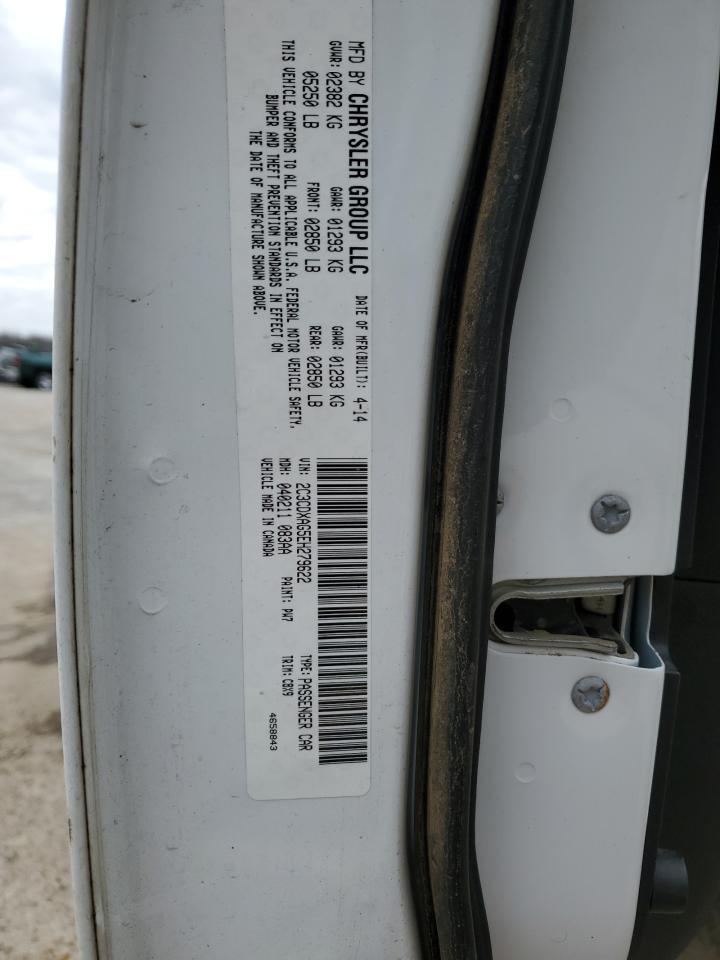 MFD BY CHRYSLER GROUP LLC DATE OF MFR(BUILT): 4-14
GVWR: 02382 KG GAWR: 01293 KG GAWR: 01293 KG
05250 LB FRONT: 02850 LB REAR: 02850 LB
THIS VEHICLE CONFORMS TO ALL APPLICABLE U.S.A. FEDERAL MOTOR VEHICLE SAFETY,
BUMPER AND THEFT PREVENTION STANDARDS IN EFFECT ON
THE DATE OF MANUFACTURE SHOWN ABOVE.
VIN: 2C3CDXAG5EH279622 TYPE: PASSENGER CAR
MDH: 040211 083AA PAINT: PW7 TRIM: C8X9
VEHICLE MADE IN CANADA
4658843